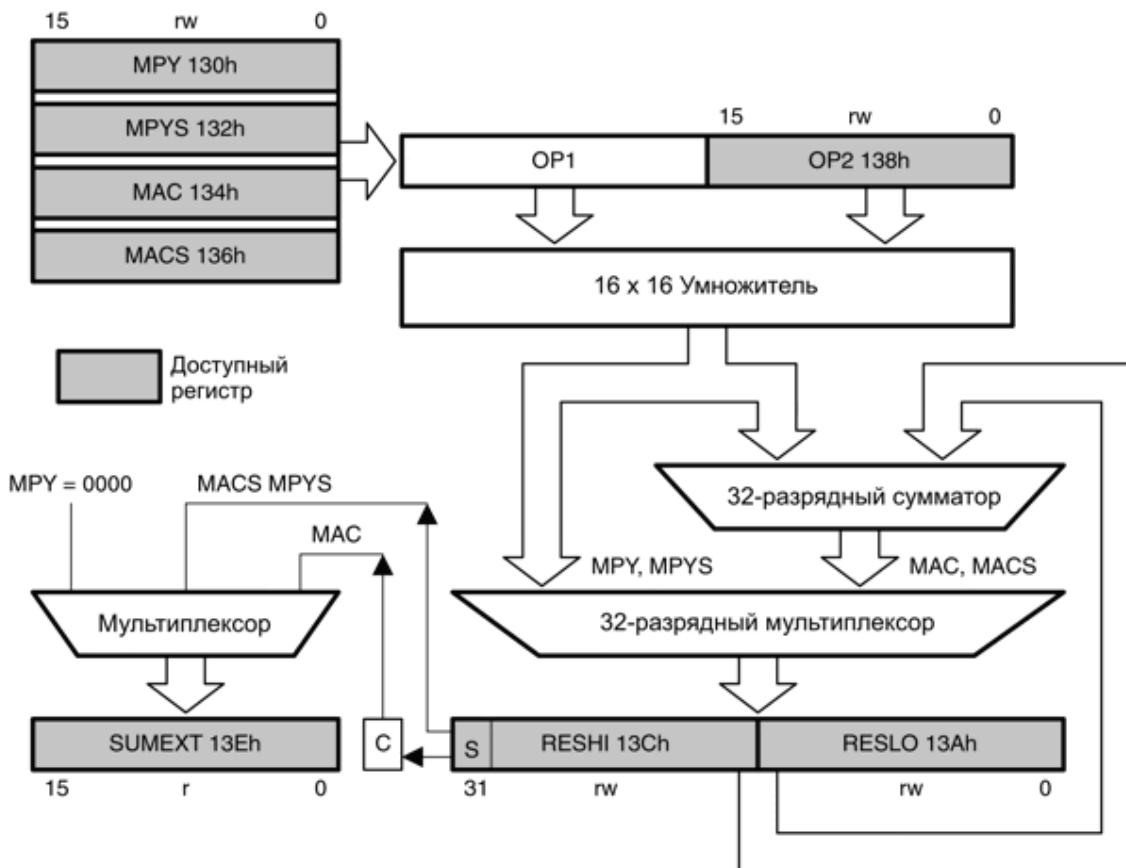 15 rw 0
MPY 130h
MPYS 132h
MAC 134h
MACS 136h
15 rw 0
OP1
OP2 138h
16 x 16 Умножитель
Доступный
регистр
32-разрядный сумматор
MPY = 0000
MACS MPYS
MAC
MPY, MPYS
MAC, MACS
Мультиплексор
32-разрядный мультиплексор
SUMEXT 13Eh
C
S
RESHI 13Ch
RESLO 13Ah
15 r 0
31 rw
rw 0